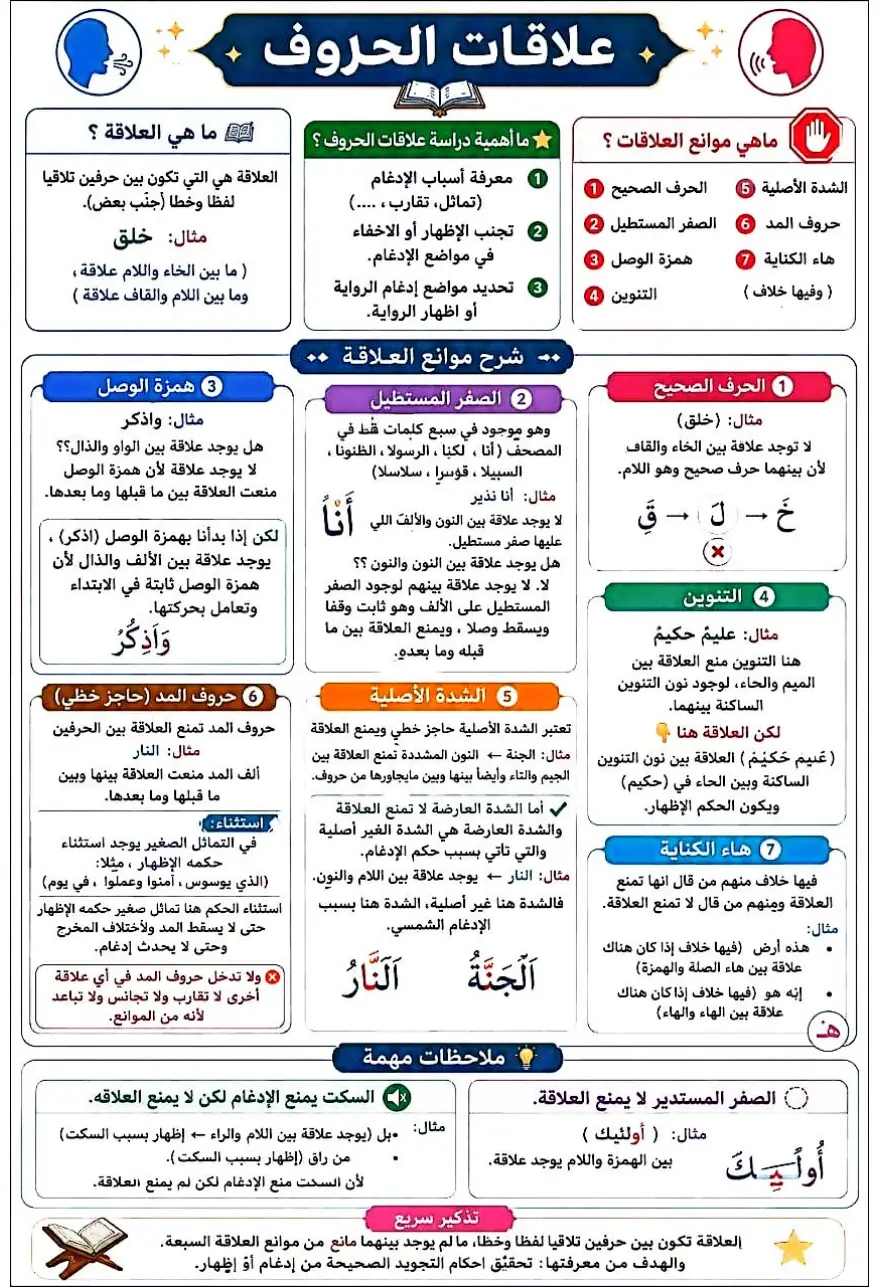 علاقات الحروف
ماهي موانع العلاقات ؟
1 الحرف الصحيح
2 الصفر المستطيل
3 همزة الوصل
4 التنوين
5 الشدة الأصلية
6 حروف المد
7 هاء الكناية
( وفيها خلاف )
ما أهمية دراسة علاقات الحروف ؟
1 معرفة أسباب الإدغام
(تماثل، تقارب ، ....)
2 تجنب الإظهار أو الاخفاء
في مواضع الإدغام.
3 تحديد مواضع إدغام الرواية
أو اظهار الرواية.
ما هي العلاقة ؟
العلاقة هي التي تكون بين حرفين تلاقيا
لفظا وخطا (جنب بعض).
مثال: خلق
( ما بين الخاء واللام علاقة ،
وما بين اللام والقاف علاقة )
شرح موانع العلاقة
1 الحرف الصحيح
مثال: (خلق)
لا توجد علاقة بين الخاء والقاف
لأن بينهما حرف صحيح وهو اللام.
خَ → لَ → قَِ
2 الصفر المستطيل
وهو موجود في سبع كلمات فقط في
المصحف (أنا ، لكنا ، الرسولا ، الظنونا ،
السبيلا ، قوسرا ، سلاسلا)
مثال: أنا نذير
لا يوجد علاقة بين النون والألف اللي
عليها صفر مستطيل.
أَنَا۠
هل يوجد علاقة بين النون والنون ؟؟
لا. لا يوجد علاقة بينهم لوجود الصفر
المستطيل على الألف وهو ثابت وقفا
ويسقط وصلا ، ويمنع العلاقة بين ما
قبله وما بعده.
3 همزة الوصل
مثال: واذكر
هل يوجد علاقة بين الواو والذال؟؟
لا يوجد علاقة لأن همزة الوصل
منعت العلاقة بين ما قبلها وما بعدها.
لكن إذا بدأنا بهمزة الوصل (اذكر) ،
يوجد علاقة بين الألف والذال لأن
همزة الوصل ثابتة في الابتداء
وتعامل بحركتها.
وَاَذِكُرُ
4 التنوين
مثال: عليمٌ حكيمٌ
هنا التنوين منع العلاقة بين
الميم والحاء، لوجود نون التنوين
الساكنة بينهما.
لكن العلاقة هنا
العلاقة بين نون التنوين
الساكنة وبين الحاء في (حكيم)
ويكون الحكم الإظهار.
5 الشدة الأصلية
تعتبر الشدة الأصلية حاجز خطي ويمنع العلاقة
مثال: الجنة ← النون المشددة تمنع العلاقة بين
الجيم والتاء وأيضاً بينها وبين مايجاورها من حروف.
✓ أما الشدة العارضة لا تمنع العلاقة
والشدة العارضة هي الشدة الغير أصلية
والتي تأتي بسبب حكم الإدغام.
مثال: النار ← يوجد علاقة بين اللام والنون.
فالشدة هنا غير أصلية، الشدة هنا بسبب
الإدغام الشمسي.
اَلْجَنَّةُ اَلنَّارُ
6 حروف المد (حاجز خظي)
حروف المد تمنع العلاقة بين الحرفين
مثال: النار
ألف المد منعت العلاقة بينها وبين
ما قبلها وما بعدها.
استثناء:
في التماثل الصغير يوجد استثناء
حكمه الإظهار ، مثلا:
(الذي يوسوس ، آمنوا وعملوا ، في يوم)
استثناء الحكم هنا تماثل صغير حكمه الإظهار
حتى لا يسقط المد ولأختلاف المخرج
وحتى لا يحدث إدغام.
ولا تدخل حروف المد في أي علاقة
أخرى لا تقارب ولا تجانس ولا تباعد
لأنه من الموانع.
7 هاء الكناية
فيها خلاف منهم من قال انها تمنع
العلاقة ومنهم من قال لا تمنع العلاقة.
مثال:
• هذه أرض (فيها خلاف إذا كان هناك
علاقة بين هاء الصلة والهمزة)
• إنه هو (فيها خلاف إذا كان هناك
علاقة بين الهاء والهاء)
هـ
ملاحظات مهمة
الصفر المستدير لا يمنع العلاقة.
مثال: ( أولئيك )
بين الهمزة واللام يوجد علاقة.
السكت يمنع الإدغام لكن لا يمنع العلاقه.
مثال: •بل (يوجد علاقة بين اللام والراء ← إظهار بسبب السكت)
• من راق (إظهار بسبب السكت).
لأن السكت منع الإدغام لكن لم يمنع العلاقة.
تذكير سريع
العلاقة تكون بين حرفين تلاقيا لفظا وخظا، ما لم يوجد بينهما مانع من موانع العلاقة السبعة.
والهدف من معرفتها: تحقيق احكام التجويد الصحيحة من إدغام أو إظهار.